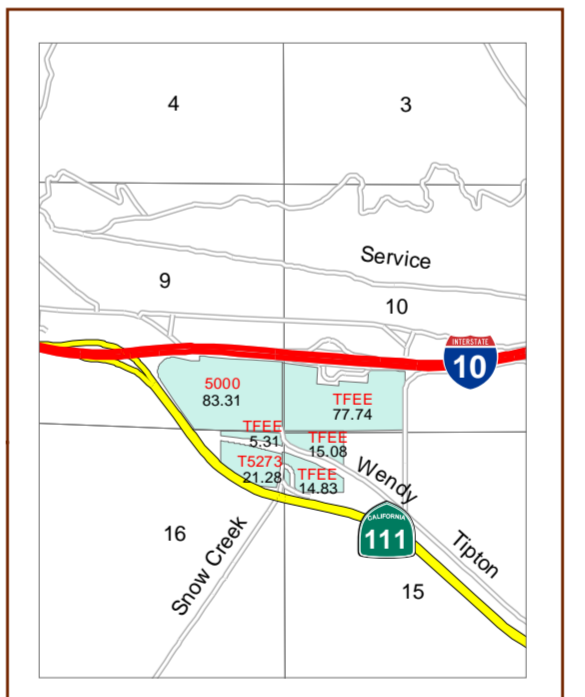 4
3
Service
9
10
INTERSTATE
10
5000
83.31
TFEE
77.74
TFEE
5.31
TFEE
15.08
T5273
21.28
TFEE
14.83
Wendy
CALIFORNIA
111
16
Snow Creek
Tipton
15